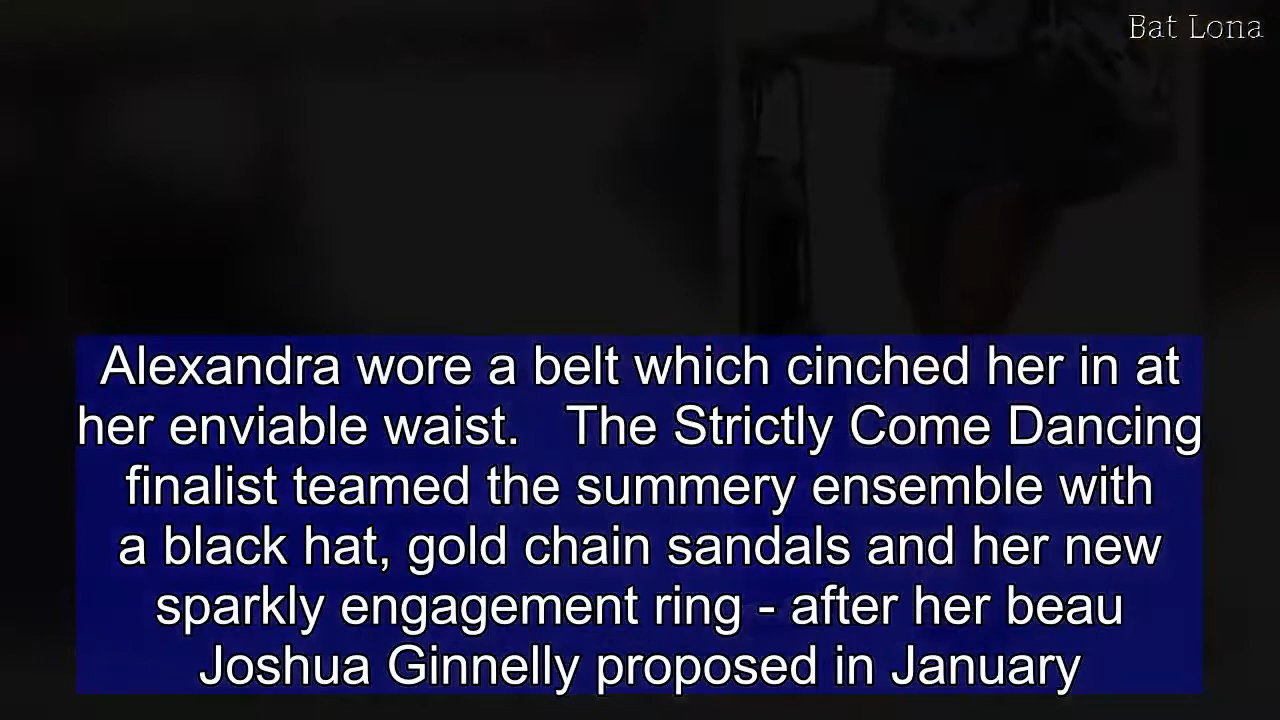 Bat Lona
Alexandra wore a belt which cinched her in at
her enviable waist.   The Strictly Come Dancing
finalist teamed the summery ensemble with
a black hat, gold chain sandals and her new
sparkly engagement ring - after her beau
Joshua Ginnelly proposed in January